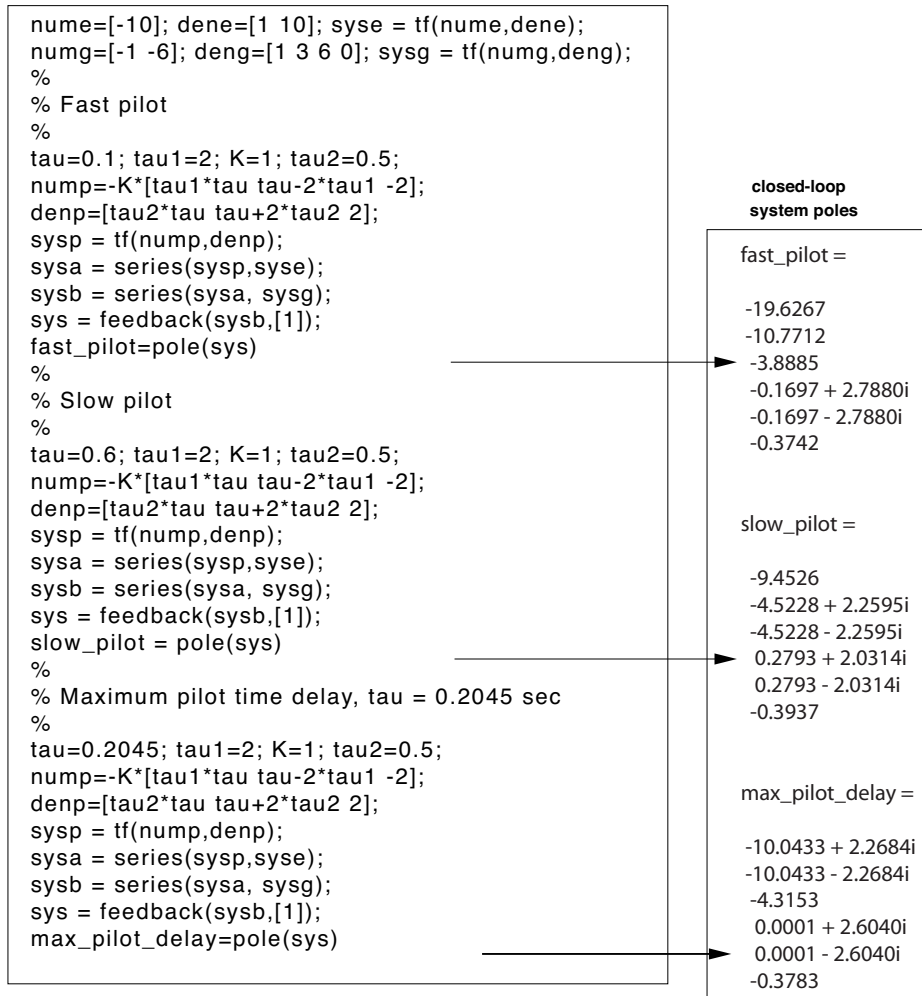 nume=[-10]; dene=[1 10]; syse = tf(nume,dene);
numg=[-1 -6]; deng=[1 3 6 0]; sysg = tf(numg,deng);
%
% Fast pilot
%
tau=0.1; tau1=2; K=1; tau2=0.5;
nump=-K*[tau1*tau tau-2*tau1 -2];
denp=[tau2*tau tau+2*tau2 2];
sysp = tf(nump,denp);
sysa = series(sysp,syse);
sysb = series(sysa, sysg);
sys = feedback(sysb,[1]);
fast_pilot=pole(sys)
%
% Slow pilot
%
tau=0.6; tau1=2; K=1; tau2=0.5;
nump=-K*[tau1*tau tau-2*tau1 -2];
denp=[tau2*tau tau+2*tau2 2];
sysp = tf(nump,denp);
sysa = series(sysp,syse);
sysb = series(sysa, sysg);
sys = feedback(sysb,[1]);
slow_pilot = pole(sys)
%
% Maximum pilot time delay, tau = 0.2045 sec
%
tau=0.2045; tau1=2; K=1; tau2=0.5;
nump=-K*[tau1*tau tau-2*tau1 -2];
denp=[tau2*tau tau+2*tau2 2];
sysp = tf(nump,denp);
sysa = series(sysp,syse);
sysb = series(sysa, sysg);
sys = feedback(sysb,[1]);
max_pilot_delay=pole(sys)
closed-loop
system poles
fast_pilot =
-19.6267
-10.7712
-3.8885
-0.1697 + 2.7880i
-0.1697 - 2.7880i
-0.3742
slow_pilot =
-9.4526
-4.5228 + 2.2595i
-4.5228 - 2.2595i
0.2793 + 2.0314i
0.2793 - 2.0314i
-0.3937
max_pilot_delay =
-10.0433 + 2.2684i
-10.0433 - 2.2684i
-4.3153
0.0001 + 2.6040i
0.0001 - 2.6040i
-0.3783